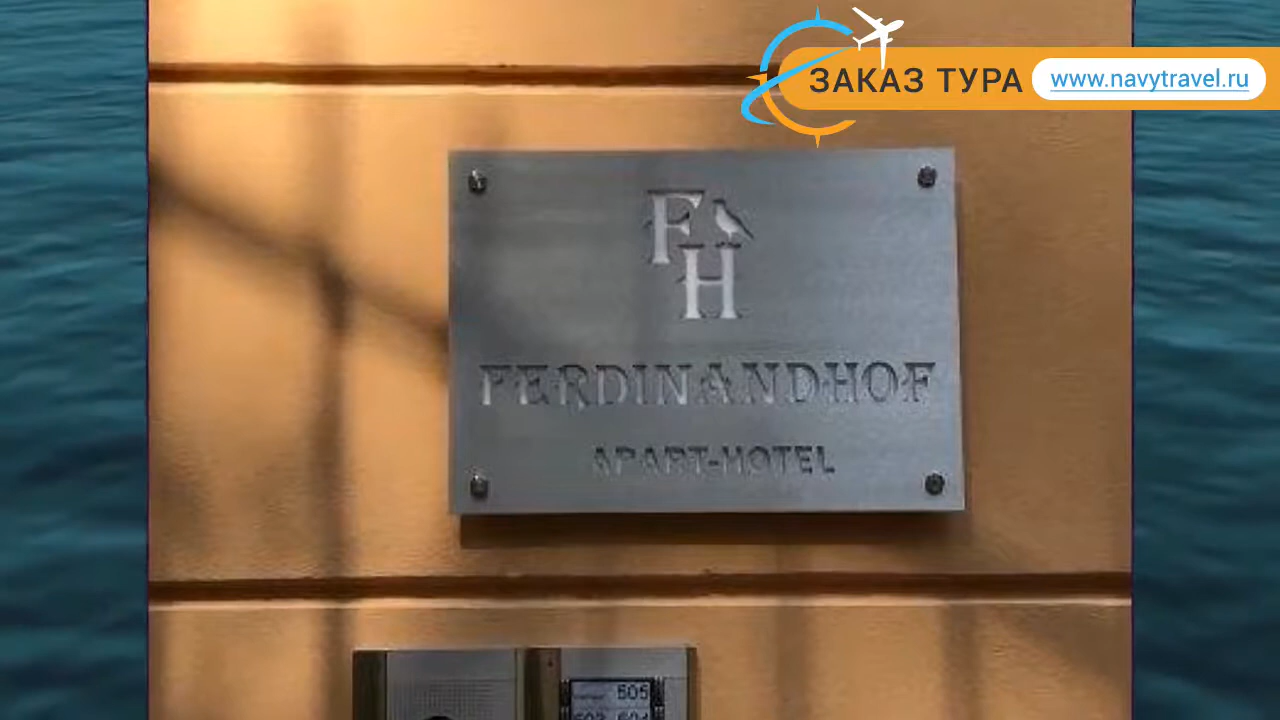 ЗАКАЗ ТУРА www.navytravel.ru
FH
FERDINANDHOF
APART-HOTEL
505